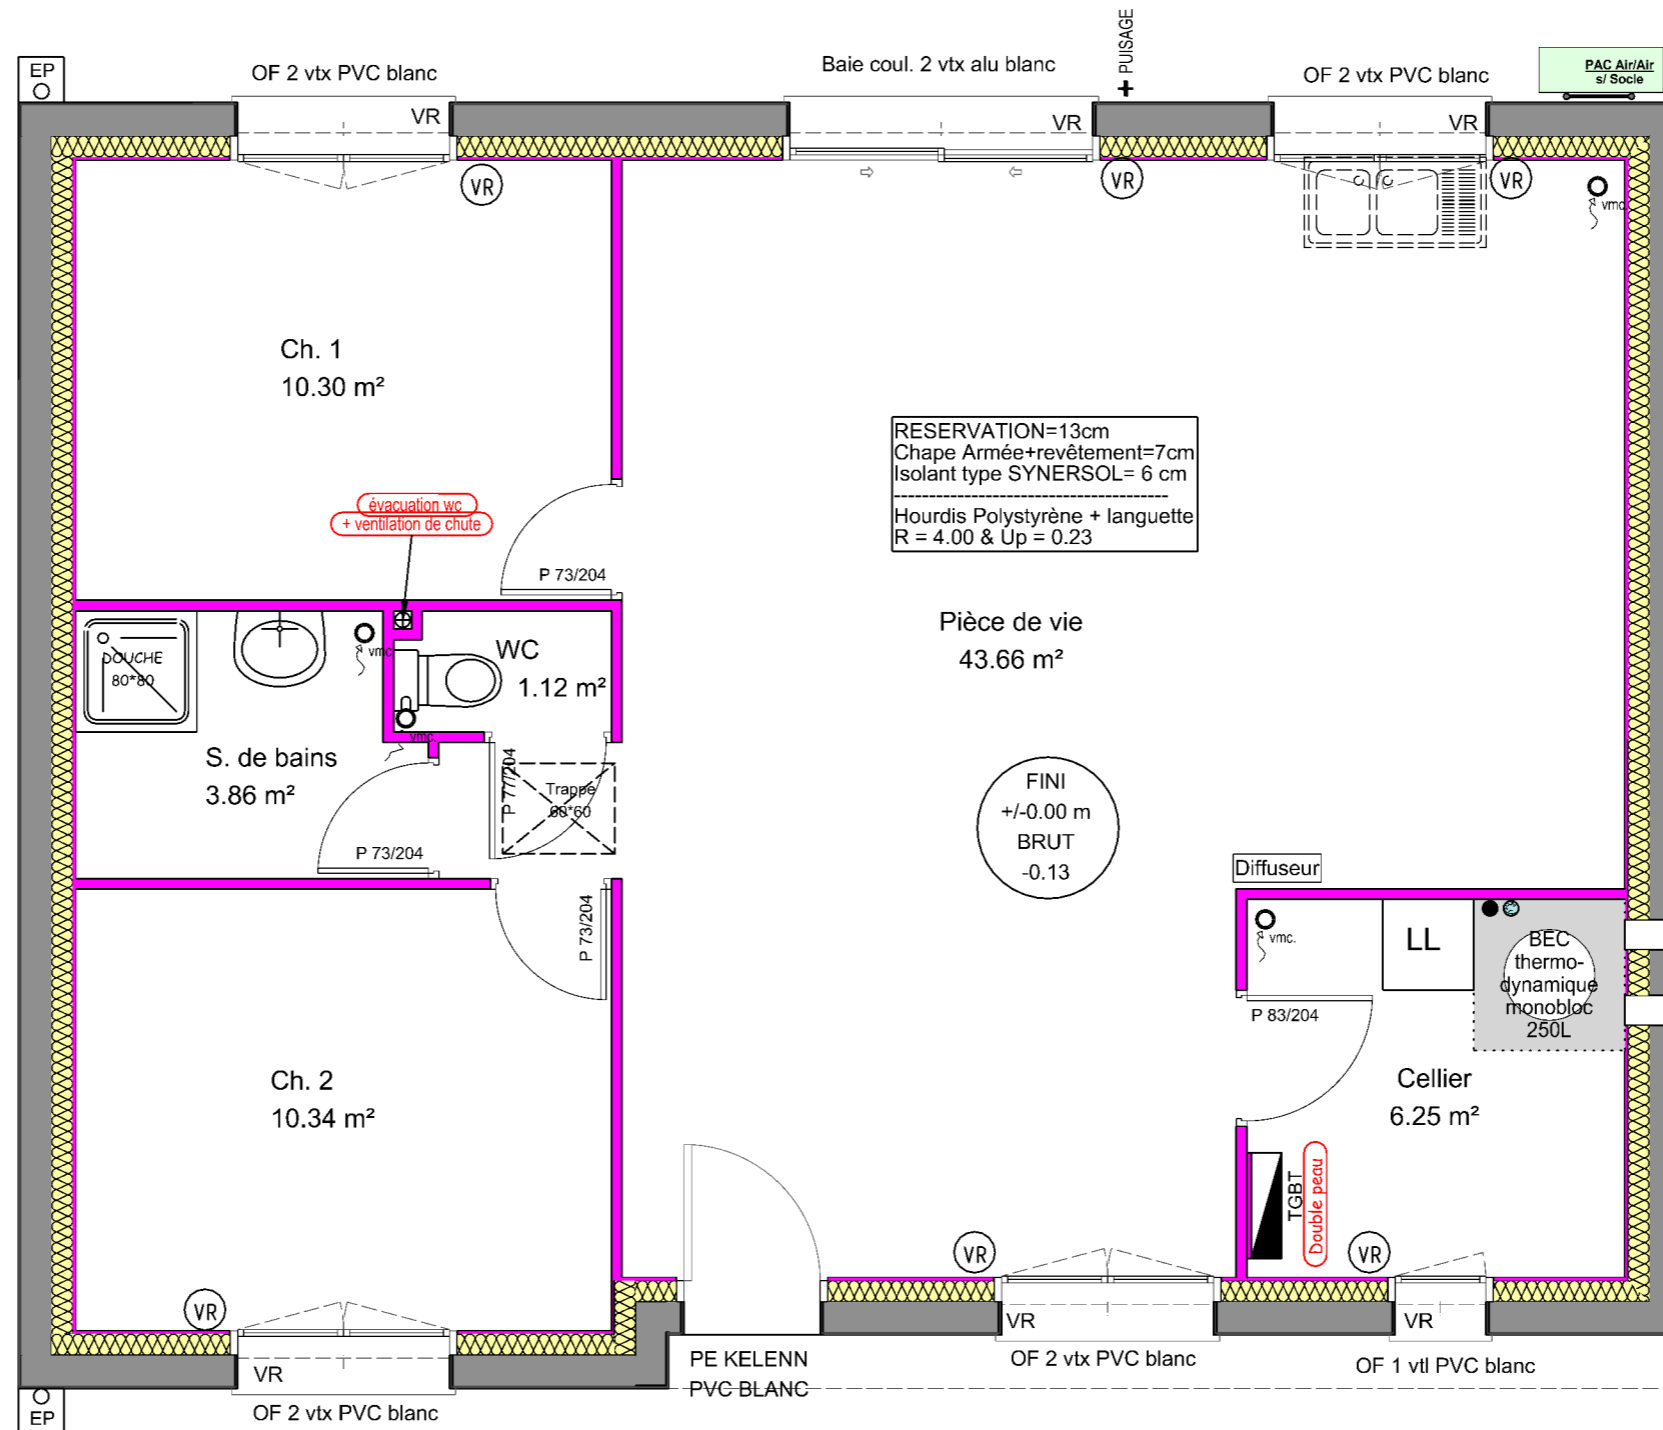 EP
OF 2 vtx PVC blanc
Baie coul. 2 vtx alu blanc
PUISAGE
OF 2 vtx PVC blanc
PAC Air/Air
s/ Socle
VR
VR
VR
VR
VR
VR
vmc.
Ch. 1
10.30 m²
RESERVATION=13cm
Chape Armée+revêtement=7cm
Isolant type SYNERSOL= 6 cm
---------------------------------------
Hourdis Polystyrène + languette
R = 4.00 & Up = 0.23
évacuation wc
+ ventilation de chute
P 73/204
DOUCHE
80*80
vmc.
WC
1.12 m²
vmc.
Pièce de vie
43.66 m²
S. de bains
3.86 m²
P 77/204
Trappe
60*60
P 73/204
FINI
+/-0.00 m
BRUT
-0.13
Diffuseur
P 73/204
vmc.
LL
BEC
thermo-
dynamique
monobloc
250L
P 83/204
Ch. 2
10.34 m²
Cellier
6.25 m²
TGBT
Double peau
VR
VR
VR
VR
VR
VR
PE KELENN
PVC BLANC
OF 2 vtx PVC blanc
OF 1 vtl PVC blanc
EP
OF 2 vtx PVC blanc